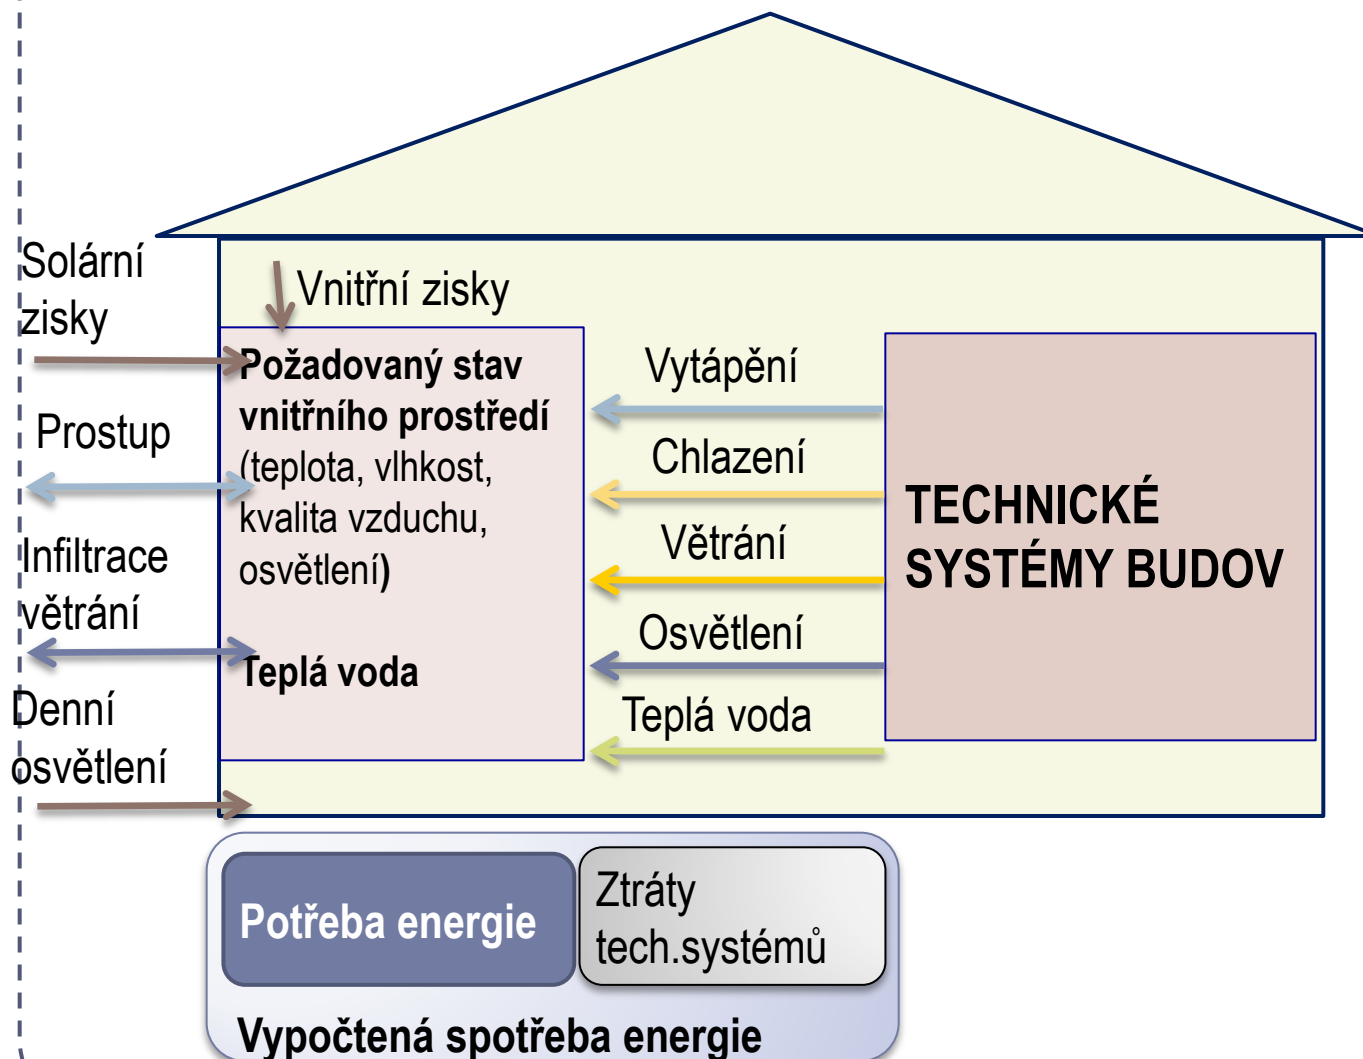 Solární
zisky
Prostup
Infiltrace
větrání
Denní
osvětlení
Vnitřní zisky
Požadovaný stav
vnitřního prostředí
(teplota, vlhkost,
kvalita vzduchu,
osvětlení)
Teplá voda
Vytápění
Chlazení
Větrání
Osvětlení
Teplá voda
TECHNICKÉ
SYSTÉMY BUDOV
Potřeba energie
Ztráty
tech.systémů
Vypočtená spotřeba energie